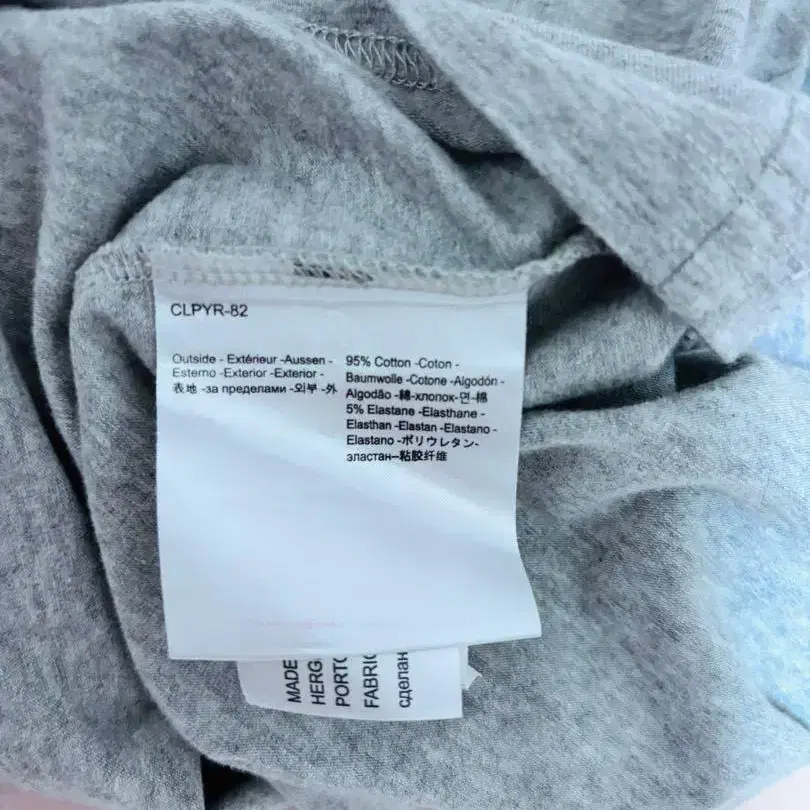 CLPYR-82
Outside - Extérieur -Aussen -
Esterno -Exterior -Exterior -
表地 -за пределами -외부 -外
95% Cotton -Coton -
Baumwolle -Cotone -Algodón -
Algodão -綿-хлопок-면-棉
5% Elastane -Elasthane -
Elasthan -Elastan -Elastano -
Elastano -ポリウレタン-
эластан–粘胶纤维
MADE
HERG
PORTO
FABRIC
сделан